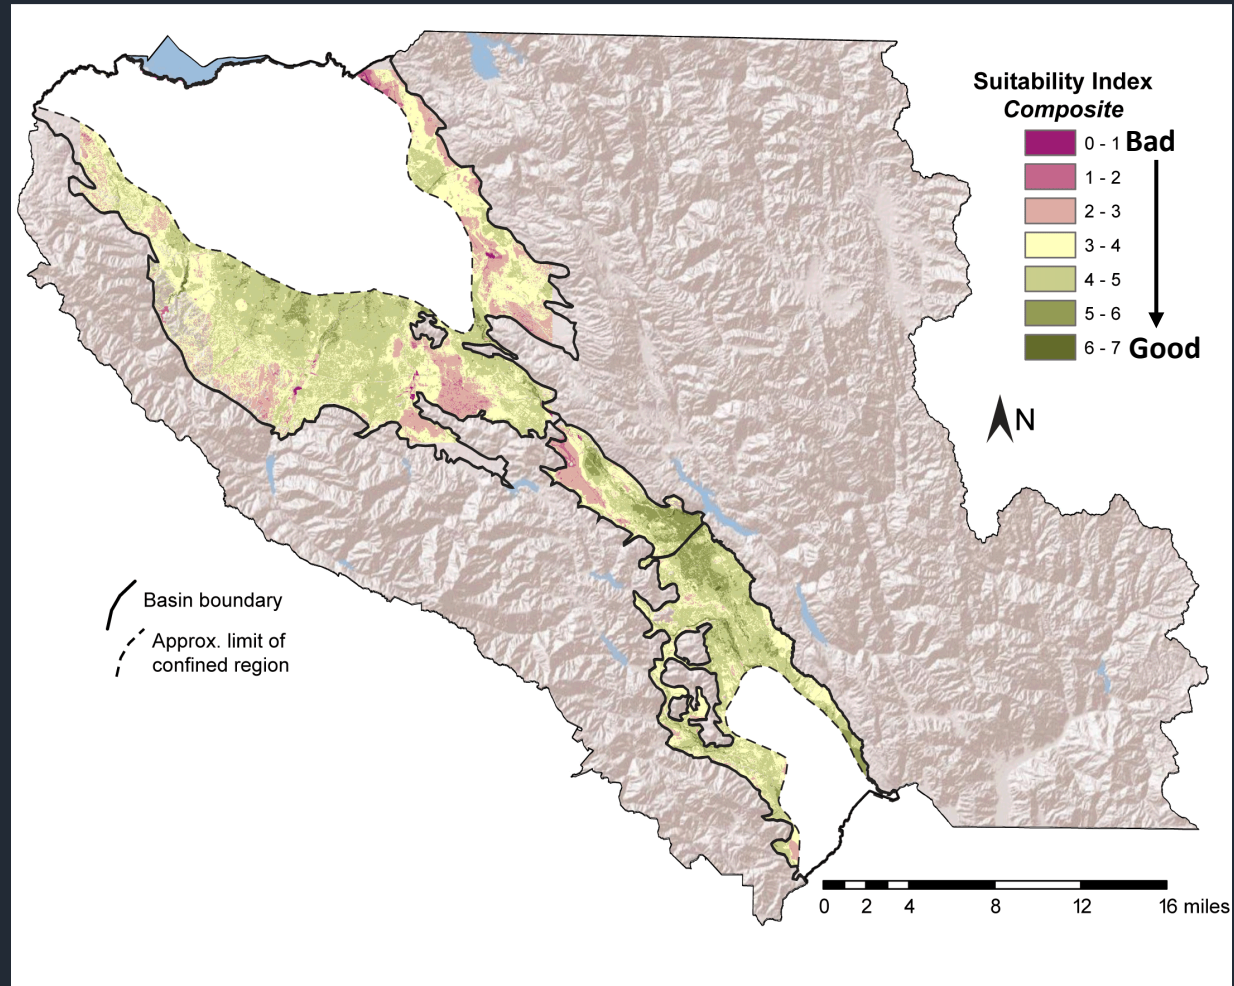 Suitability Index
Composite
0 - 1 Bad
1 - 2
2 - 3
3 - 4
4 - 5
5 - 6
6 - 7 Good
N
Basin boundary
Approx. limit of
confined region
0 2 4 8 12 16 miles